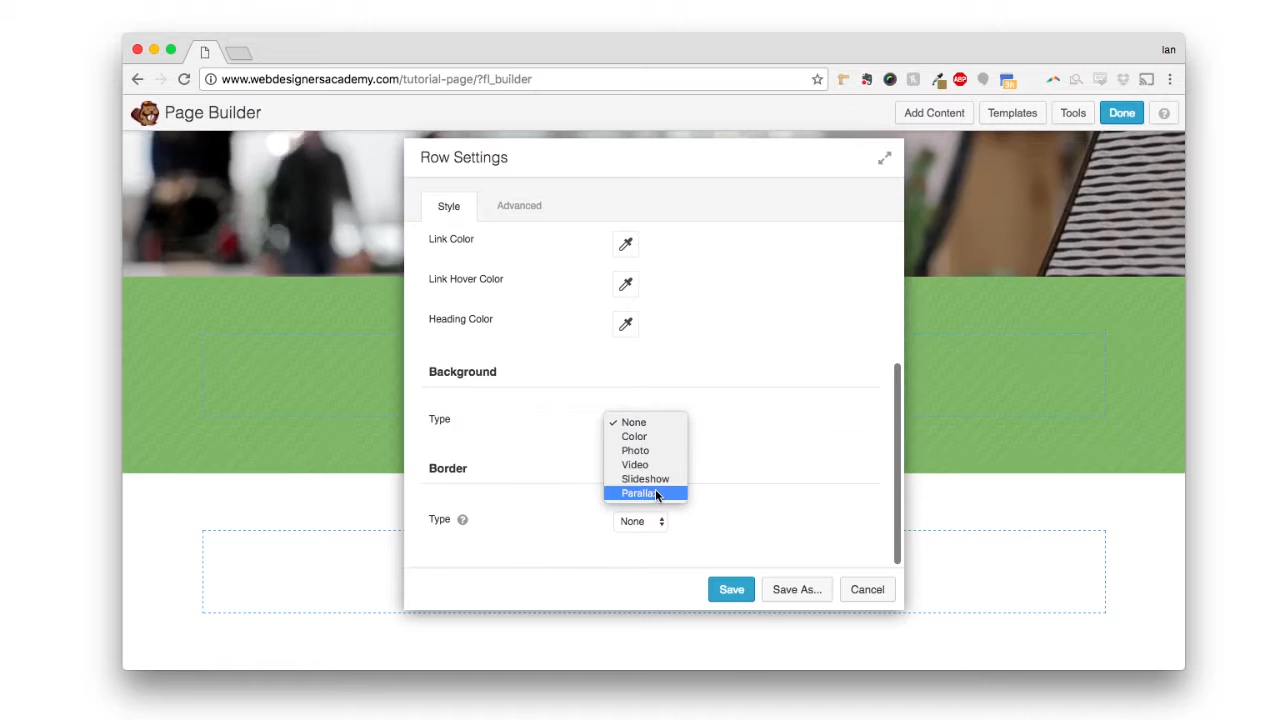 Ian
www.webdesignersacademy.com/tutorial-page/?fl_builder
Page Builder
Add Content
Templates
Tools
Done
?
Row Settings
Style
Advanced
Link Color
Link Hover Color
Heading Color
Background
Type
✓ None
Color
Photo
Video
Slideshow
Parallax
Border
Type ?
None
Save
Save As...
Cancel